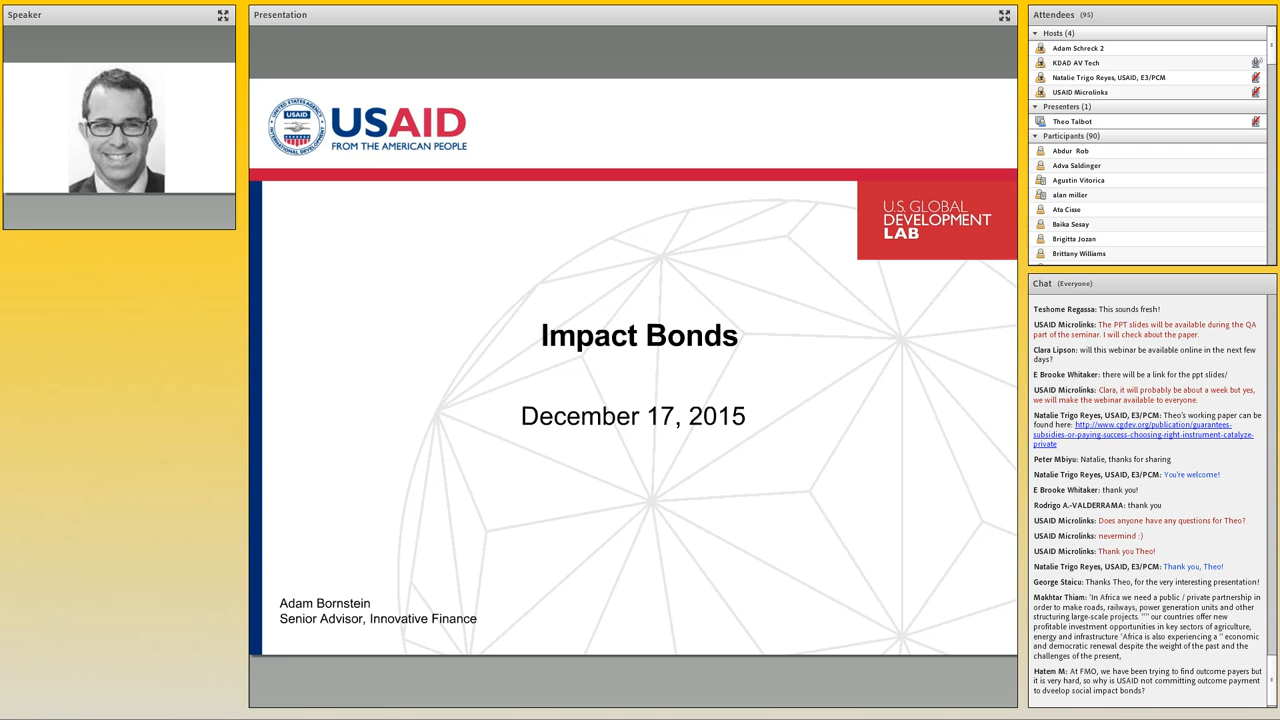 Speaker
Presentation
USAID
UNITED STATES AGENCY
INTERNATIONAL DEVELOPMENT
USAID
FROM THE AMERICAN PEOPLE
U.S. GLOBAL
DEVELOPMENT
LAB
Impact Bonds
December 17, 2015
Adam Bornstein
Senior Advisor, Innovative Finance
Attendees (95)
Hosts (4)
Adam Schreck 2
KDAD AV Tech
Natalie Trigo Reyes, USAID, E3/PCM
USAID Microlinks
Presenters (1)
Theo Talbot
Participants (90)
Abdur Rob
Adva Saldinger
Agustin Vitorica
alan miller
Ata Cisse
Baika Sesay
Brigitta Jozan
Brittany Williams
Chat (Everyone)
Teshome Regassa: This sounds fresh!
USAID Microlinks: The PPT slides will be available during the QA
part of the seminar. I will check about the paper.
Clara Lipson: will this webinar be available online in the next few
days?
E Brooke Whitaker: there will be a link for the ppt slides/
USAID Microlinks: Clara, it will probably be about a week but yes,
we will make the webinar available to everyone.
Natalie Trigo Reyes, USAID, E3/PCM: Theo's working paper can be
found here: http://www.cgdev.org/publication/guarantees-
subsidies-or-paying-success-choosing-right-instrument-catalyze-
private
Peter Mbiyu: Natalie, thanks for sharing
Natalie Trigo Reyes, USAID, E3/PCM: You're welcome!
E Brooke Whitaker: thank you!
Rodrigo A.-VALDERRAMA: thank you
USAID Microlinks: Does anyone have any questions for Theo?
USAID Microlinks: nevermind :)
USAID Microlinks: Thank you Theo!
Natalie Trigo Reyes, USAID, E3/PCM: Thank you, Theo!
George Staicu: Thanks Theo, for the very interesting presentation!
Makhtar Thiam: 'In Africa we need a public / private partnership in
order to make roads, railways, power generation units and other
structuring large-scale projects. """ our countries offer new
profitable investment opportunities in key sectors of agriculture,
energy and infrastructure 'Africa is also experiencing a " economic
and democratic renewal despite the weight of the past and the
challenges of the present,
Hatem M: At FMO, we have been trying to find outcome payers but
it is very hard, so why is USAID not committing outcome payment
to dvelop social impact bonds?